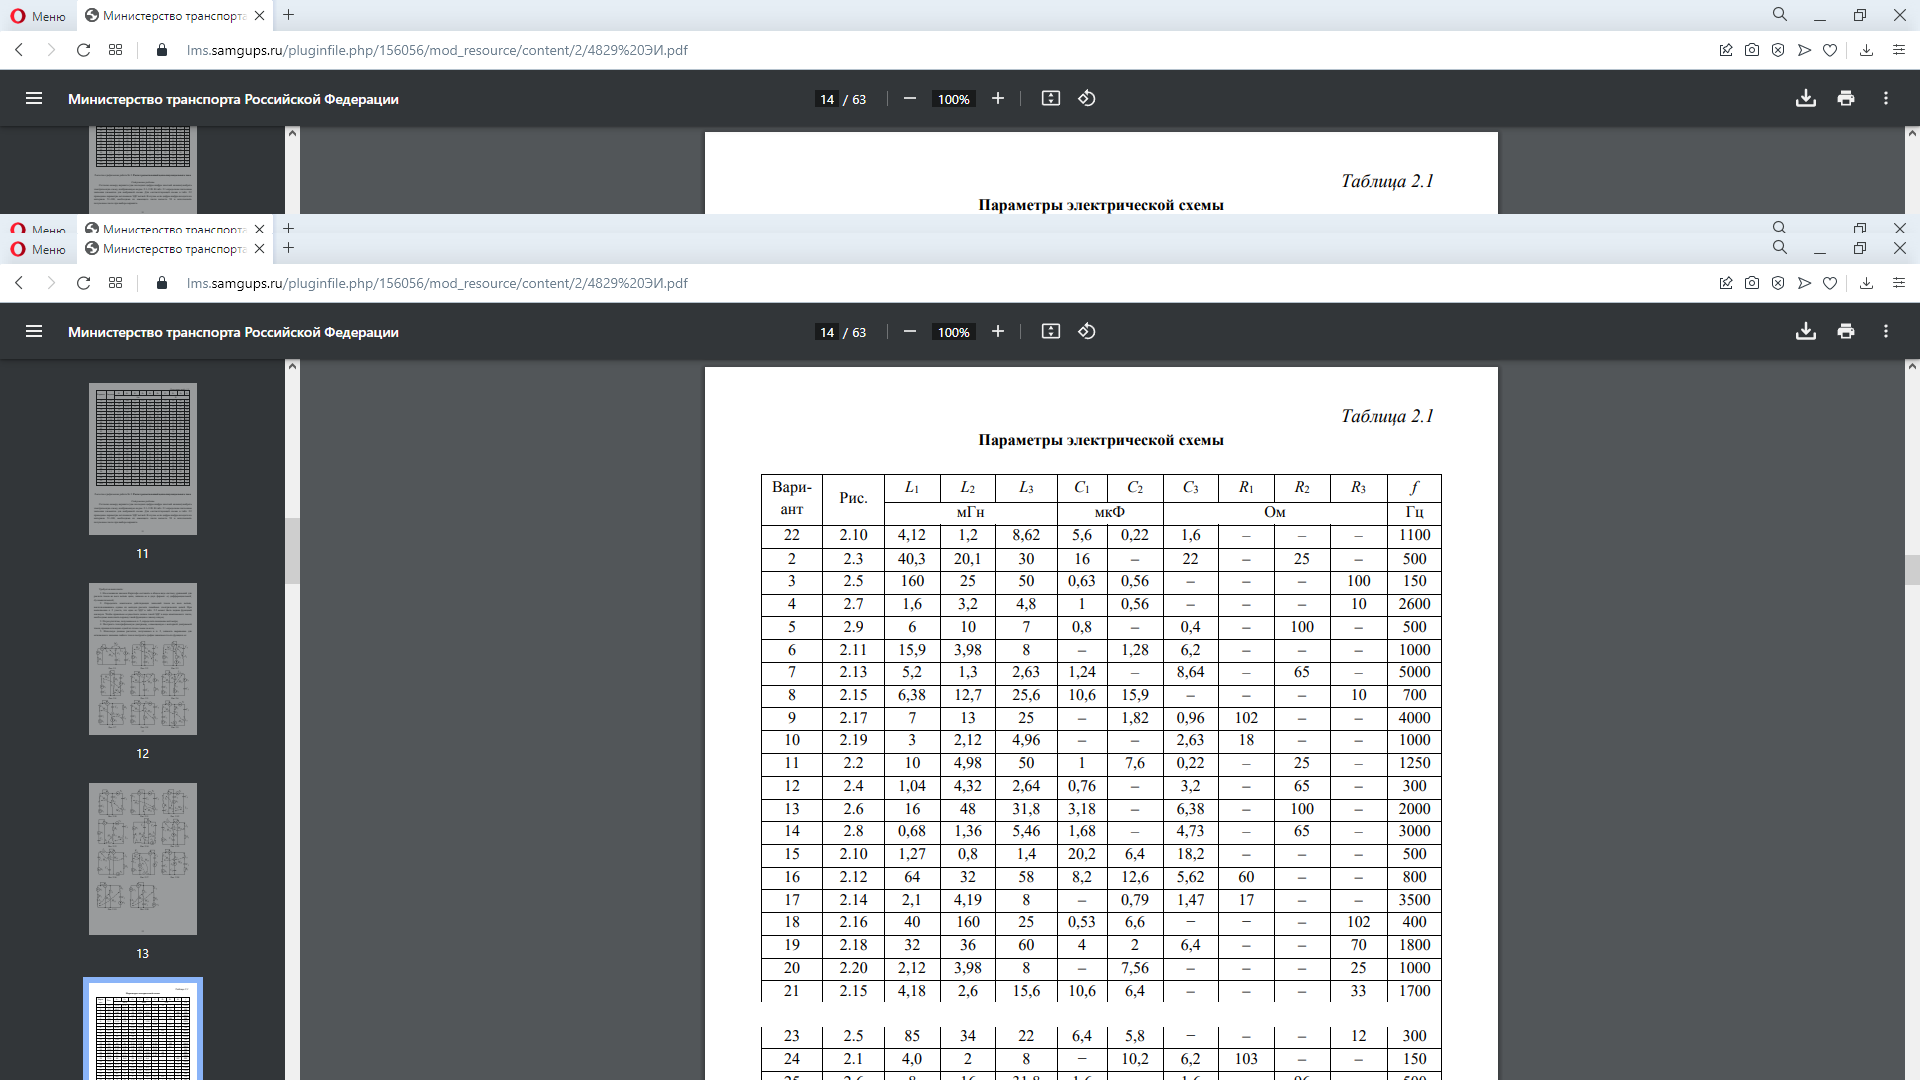 Меню
Министерство транспорта
lms.samgups.ru/pluginfile.php/156056/mod_resource/content/2/4829%20ЭИ.pdf
Министерство транспорта Российской Федерации
14 / 63
100%
Таблица 2.1
Параметры электрической схемы
Меню
Министерство транспорта
Меню
Министерство транспорта
lms.samgups.ru/pluginfile.php/156056/mod_resource/content/2/4829%20ЭИ.pdf
Министерство транспорта Российской Федерации
14 / 63
100%
11
12
13
Таблица 2.1
Параметры электрической схемы
Вари-ант Рис. L1 L2 L3 C1 C2 C3 R1 R2 R3 f
мГн мкФ Ом Гц
22 2.10 4,12 1,2 8,62 5,6 0,22 1,6 – – – 1100
2 2.3 40,3 20,1 30 16 – 22 – 25 – 500
3 2.5 160 25 50 0,63 0,56 – – – 100 150
4 2.7 1,6 3,2 4,8 1 0,56 – – – 10 2600
5 2.9 6 10 7 0,8 – 0,4 – 100 – 500
6 2.11 15,9 3,98 8 – 1,28 6,2 – – – 1000
7 2.13 5,2 1,3 2,63 1,24 – 8,64 – 65 – 5000
8 2.15 6,38 12,7 25,6 10,6 15,9 – – – 10 700
9 2.17 7 13 25 – 1,82 0,96 102 – – 4000
10 2.19 3 2,12 4,96 – – 2,63 18 – – 1000
11 2.2 10 4,98 50 1 7,6 0,22 – 25 – 1250
12 2.4 1,04 4,32 2,64 0,76 – 3,2 – 65 – 300
13 2.6 16 48 31,8 3,18 – 6,38 – 100 – 2000
14 2.8 0,68 1,36 5,46 1,68 – 4,73 – 65 – 3000
15 2.10 1,27 0,8 1,4 20,2 6,4 18,2 – – – 500
16 2.12 64 32 58 8,2 12,6 5,62 60 – – 800
17 2.14 2,1 4,19 8 – 0,79 1,47 17 – – 3500
18 2.16 40 160 25 0,53 6,6 – – – 102 400
19 2.18 32 36 60 4 2 6,4 – – 70 1800
20 2.20 2,12 3,98 8 – 7,56 – – – 25 1000
21 2.15 4,18 2,6 15,6 10,6 6,4 – – – 33 1700
23 2.5 85 34 22 6,4 5,8 – – – 12 300
24 2.1 4,0 2 8 – 10,2 6,2 103 – – 150